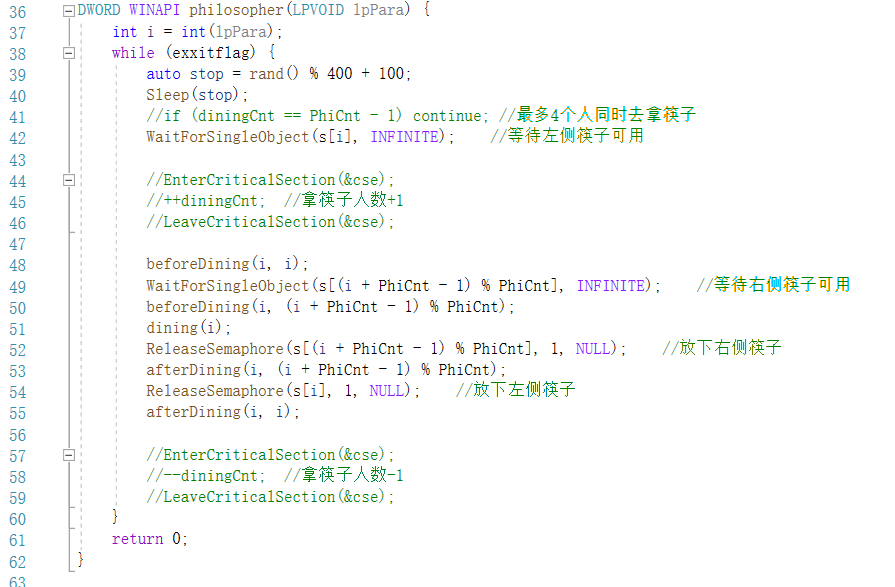 36 DWORD WINAPI philosopher(LPVOID lpPara) {
37     int i = int(lpPara);
38     while (exxitflag) {
39         auto stop = rand() % 400 + 100;
40         Sleep(stop);
41         //if (diningCnt == PhiCnt - 1) continue; //最多4个人同时去拿筷子
42         WaitForSingleObject(s[i], INFINITE);    //等待左侧筷子可用
43
44         //EnterCriticalSection(&cse);
45         //++diningCnt;  //拿筷子人数+1
46         //LeaveCriticalSection(&cse);
47
48         beforeDining(i, i);
49         WaitForSingleObject(s[(i + PhiCnt - 1) % PhiCnt], INFINITE);    //等待右侧筷子可用
50         beforeDining(i, (i + PhiCnt - 1) % PhiCnt);
51         dining(i);
52         ReleaseSemaphore(s[(i + PhiCnt - 1) % PhiCnt], 1, NULL);    //放下右侧筷子
53         afterDining(i, (i + PhiCnt - 1) % PhiCnt);
54         ReleaseSemaphore(s[i], 1, NULL);    //放下左侧筷子
55         afterDining(i, i);
56
57         //EnterCriticalSection(&cse);
58         //--diningCnt;  //拿筷子人数-1
59         //LeaveCriticalSection(&cse);
60     }
61     return 0;
62 }
63